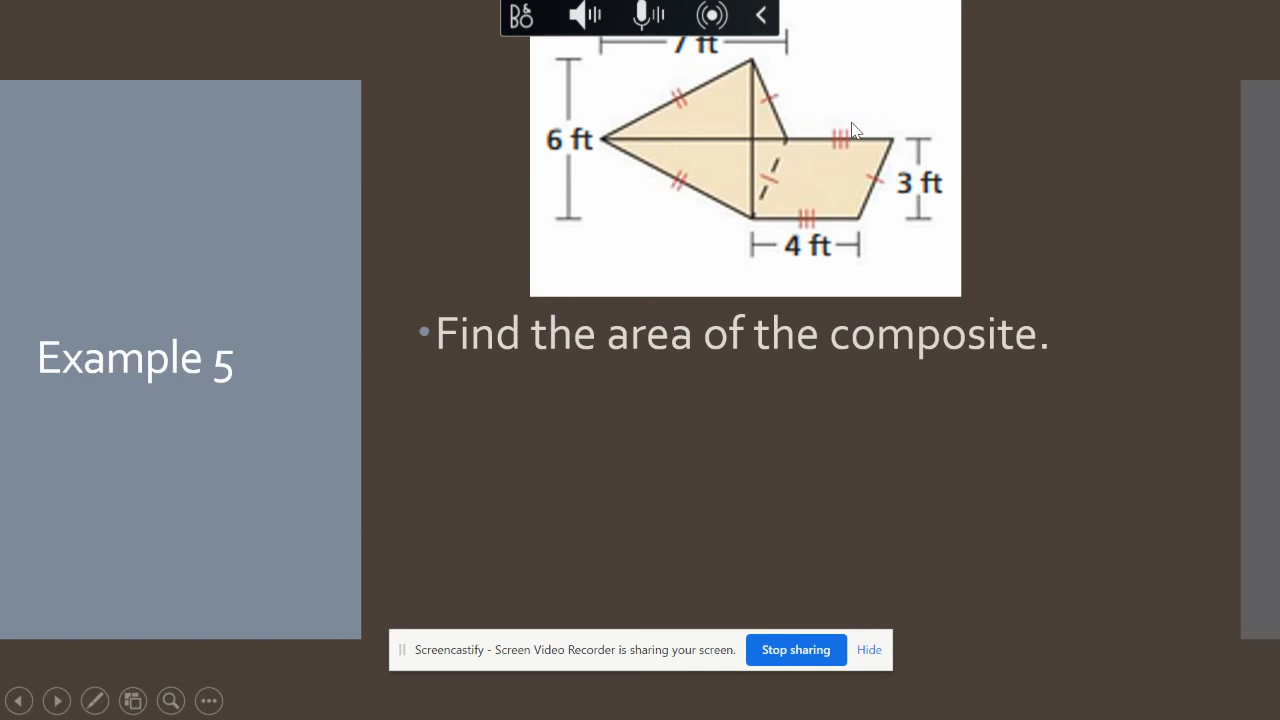 7 ft
6 ft
3 ft
4 ft
Find the area of the composite.
Example 5
Screencastify - Screen Video Recorder is sharing your screen.
Stop sharing
Hide